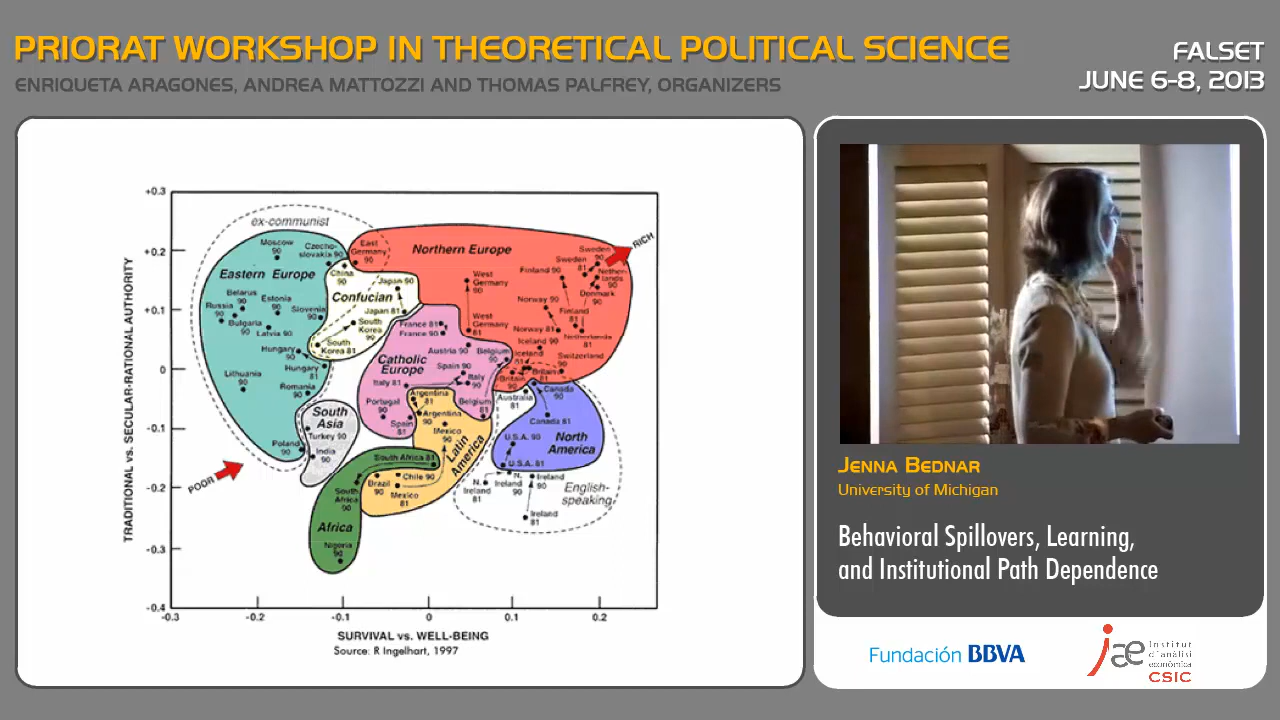 PRIORAT WORKSHOP IN THEORETICAL POLITICAL SCIENCE
ENRIQUETA ARAGONES, ANDREA MATTOZZI AND THOMAS PALFREY, ORGANIZERS
FALSET
JUNE 6-8, 2013
+0.3
+0.2
+0.1
0
-0.1
-0.2
-0.3
-0.4
TRADITIONAL vs. SECULAR-RATIONAL AUTHORITY
ex-communist
Moscow
90
Czecho-
slovakia 90
East
Germany
90
Northern Europe
Sweden
90
RICH
Eastern Europe
China
90
Japan 90
West
Germany
90
Finland 90
Sweden
81
Nether-
lands
90
Denmark
90
Belarus
90
Russia
90
Estonia
90
Slovenia
90
Bulgaria
90
Latvia 90
Confucian
Japan 81
South
Korea
90
South
Korea 81
Norway 90
Finland
81
Norway 81
Netherlands
81
West
Germany
81
Iceland 90
Iceland
81
Switzerland
90
France 81
France 90
Austria 90
Belgium
90
Hungary
90
Hungary
81
Catholic
Europe
Spain 90
Italy
90
Britain
90
Britain
81
Lithuania
90
Romania
90
Italy 81
Argentina
81
Canada
90
Australia
81
Portugal
90
Spain
81
Argentina
90
Belgium
81
Canada 81
South
Asia
Turkey 90
Mexico
90
Latin
America
U.S.A. 90
North
America
Poland
90
India
90
South Africa 81
U.S.A. 81
POOR
South
Africa
90
Brazil
90
Chile 90
Mexico
81
N.
Ireland
81
N.
Ireland
90
Ireland
90
English-
speaking
Ireland
81
Africa
Nigeria
90
-0.3
-0.2
-0.1
0
0.1
0.2
SURVIVAL vs. WELL-BEING
Source: R Ingelhart, 1997
JENNA BEDNAR
University of Michigan
Behavioral Spillovers, Learning,
and Institutional Path Dependence
Fundación BBVA
iae
Institut
d'anàlisi
econòmica
CSIC